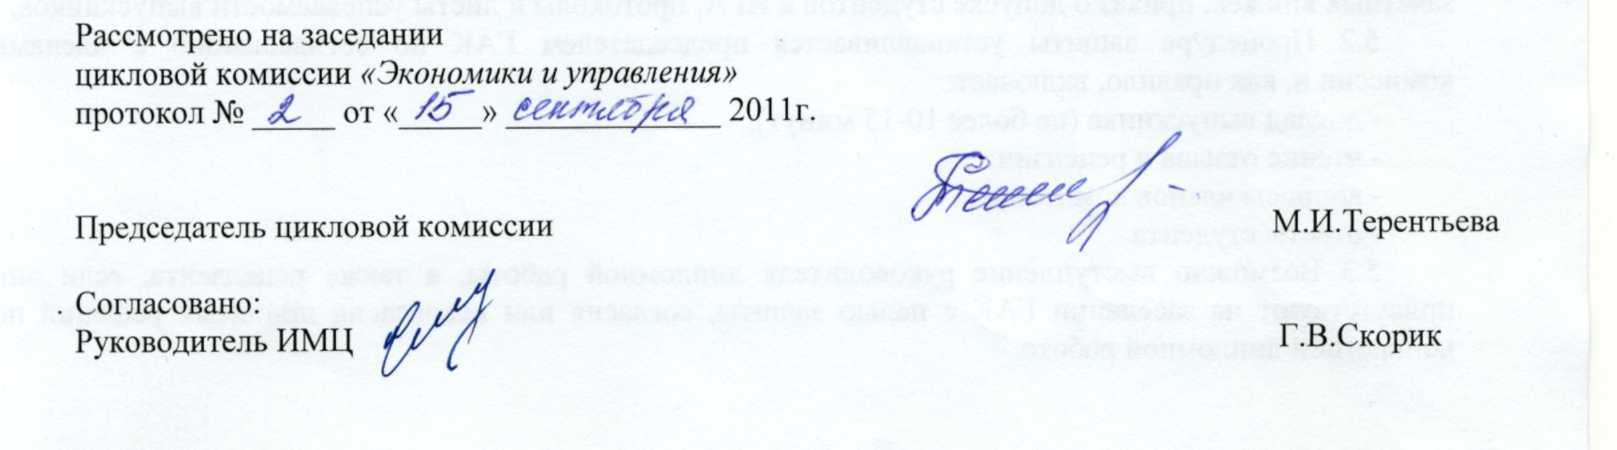 Рассмотрено на заседании
цикловой комиссии «Экономики и управления»
протокол № 2 от «15» сентября 2011г.
Председатель цикловой комиссии М.И.Терентьева
Согласовано:
Руководитель ИМЦ Г.В.Скорик